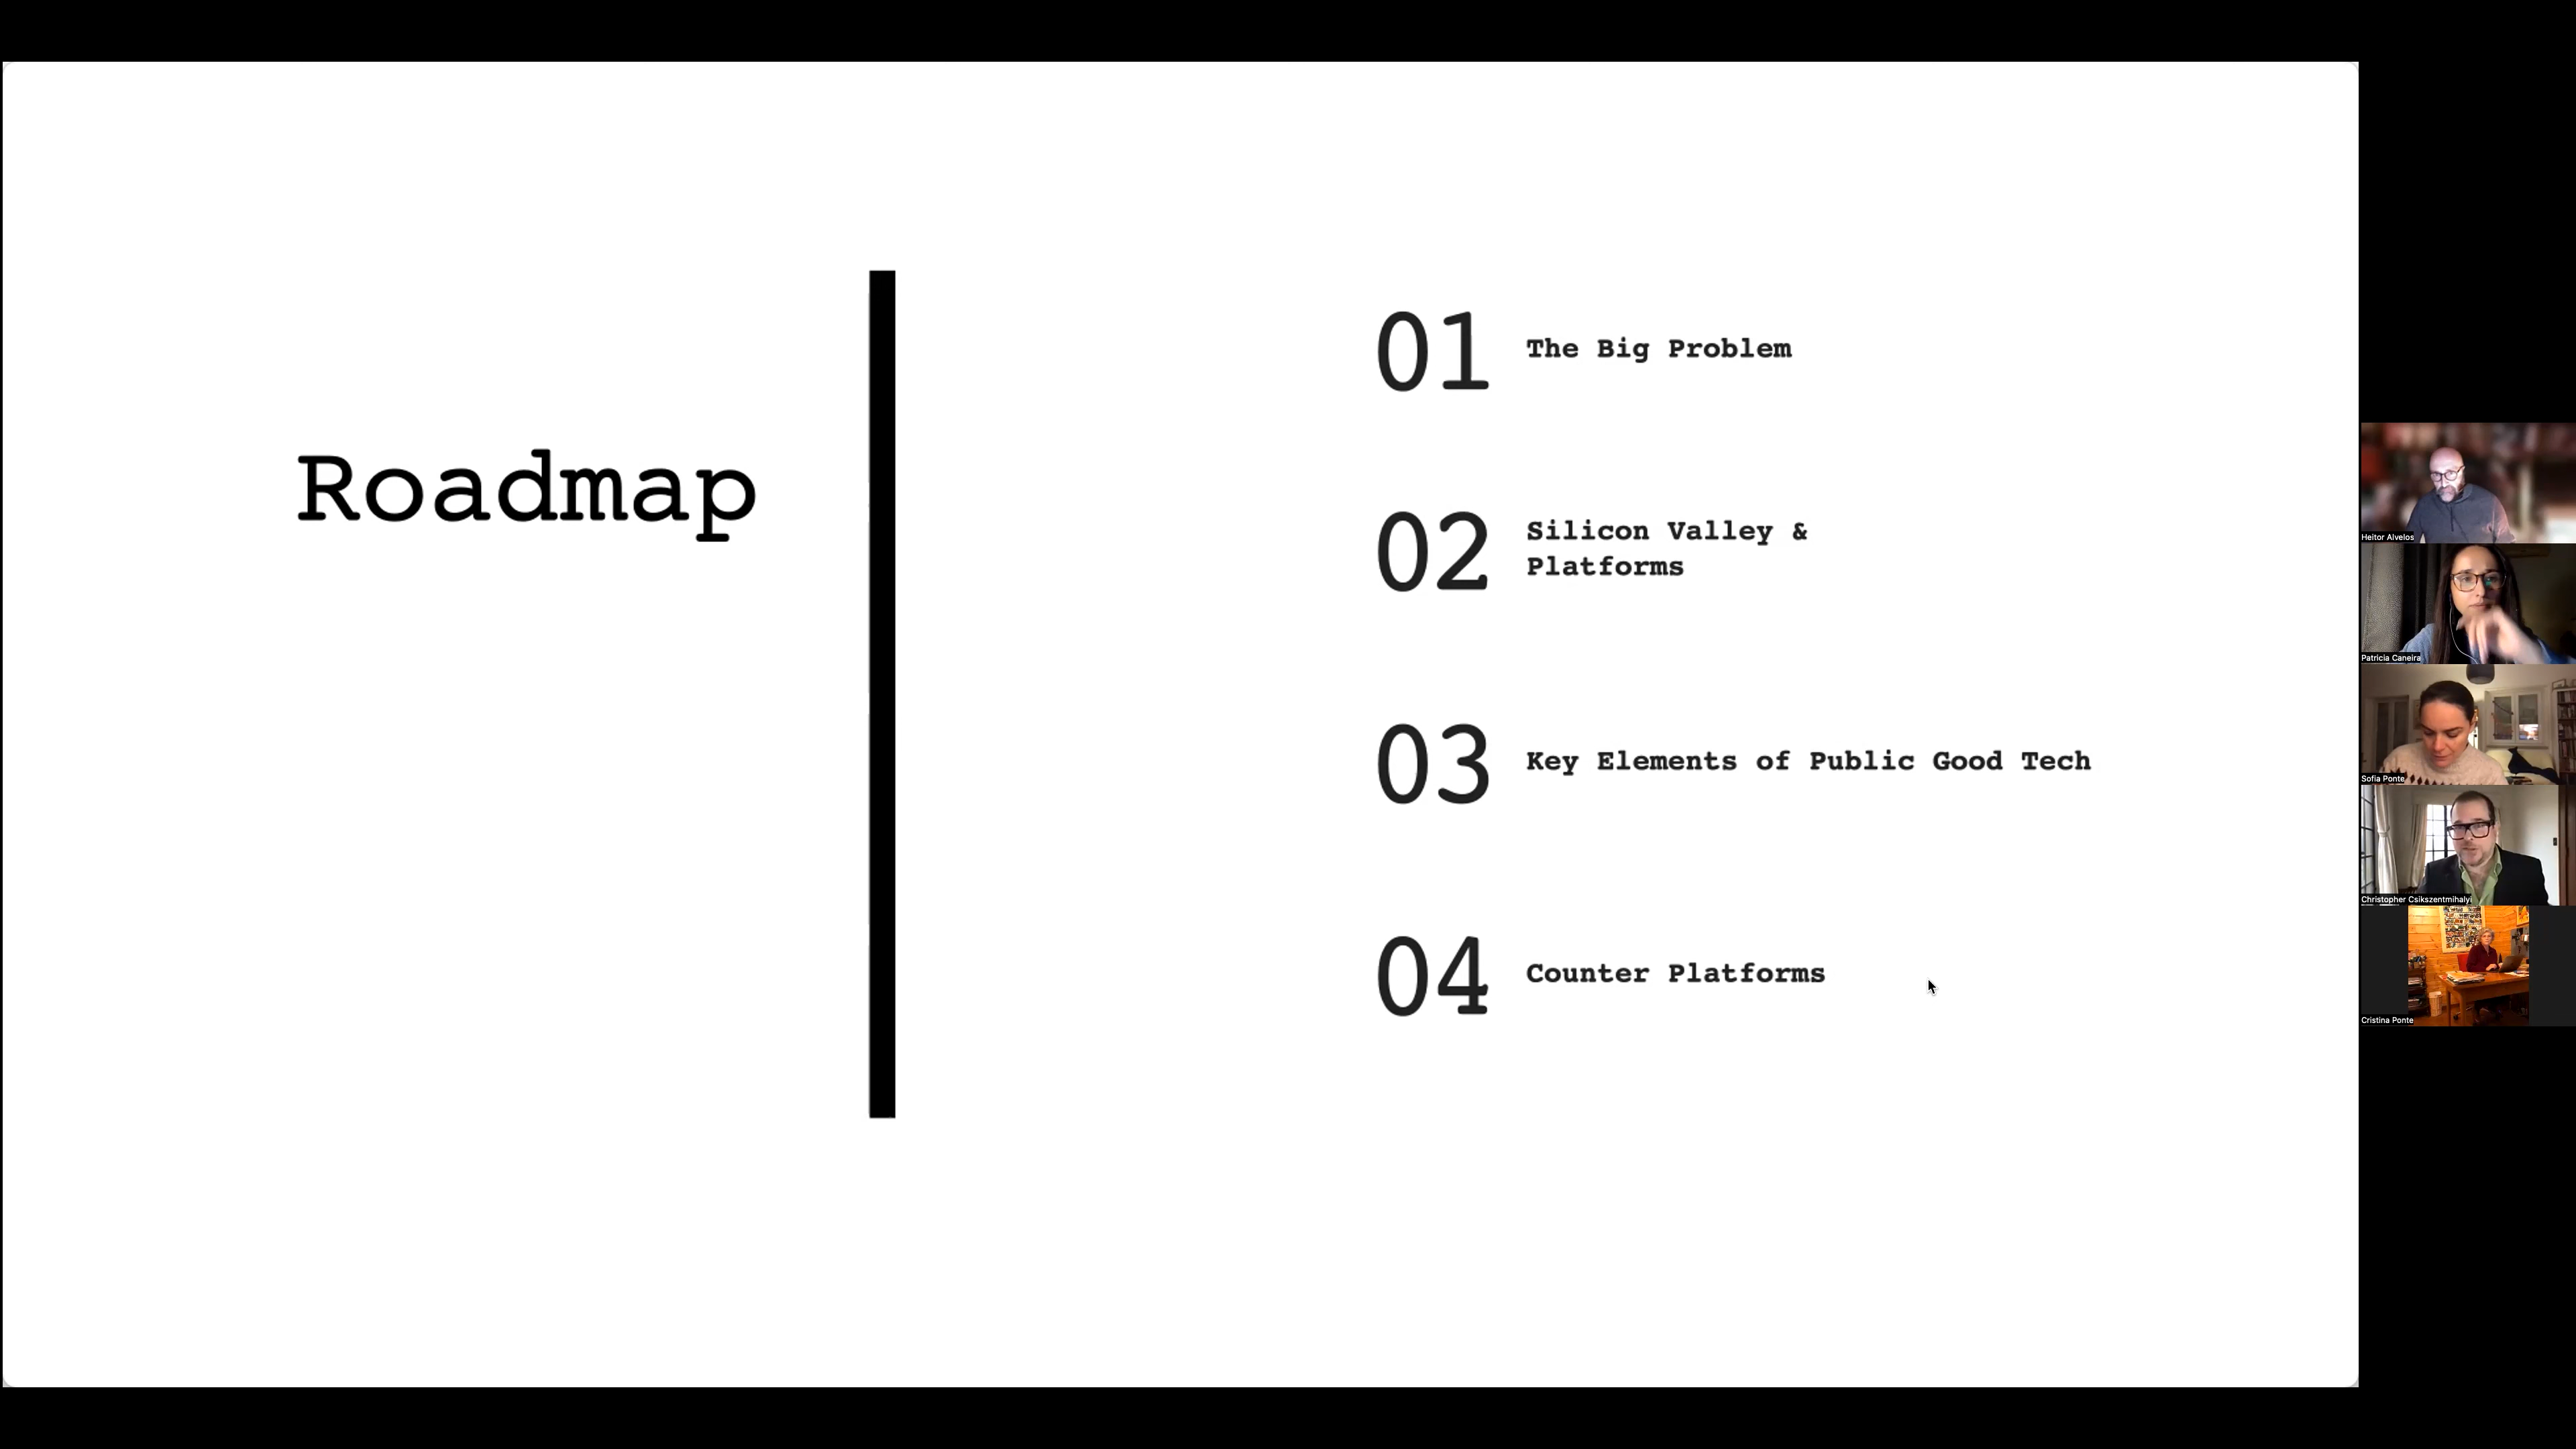 Roadmap
01
The Big Problem
02
Silicon Valley &
Platforms
03
Key Elements of Public Good Tech
04
Counter Platforms
Heitor Alvelos
Patricia Caneira
Sofia Ponte
Christopher Csikszentmihalyi
Cristina Ponte